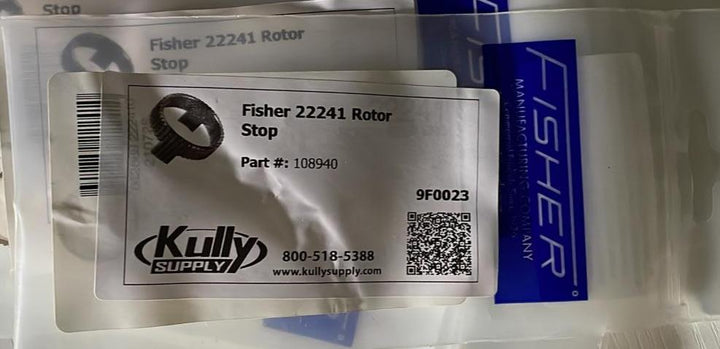 Stop
Fisher 22241 Rotor
Stop
Fisher 22241 Rotor
Stop
Part #: 108940
9F0023
Kully
SUPPLY
800-518-5388
www.kullysupply.com
FISHER
MANUFACTURING COMPANY
FISHER